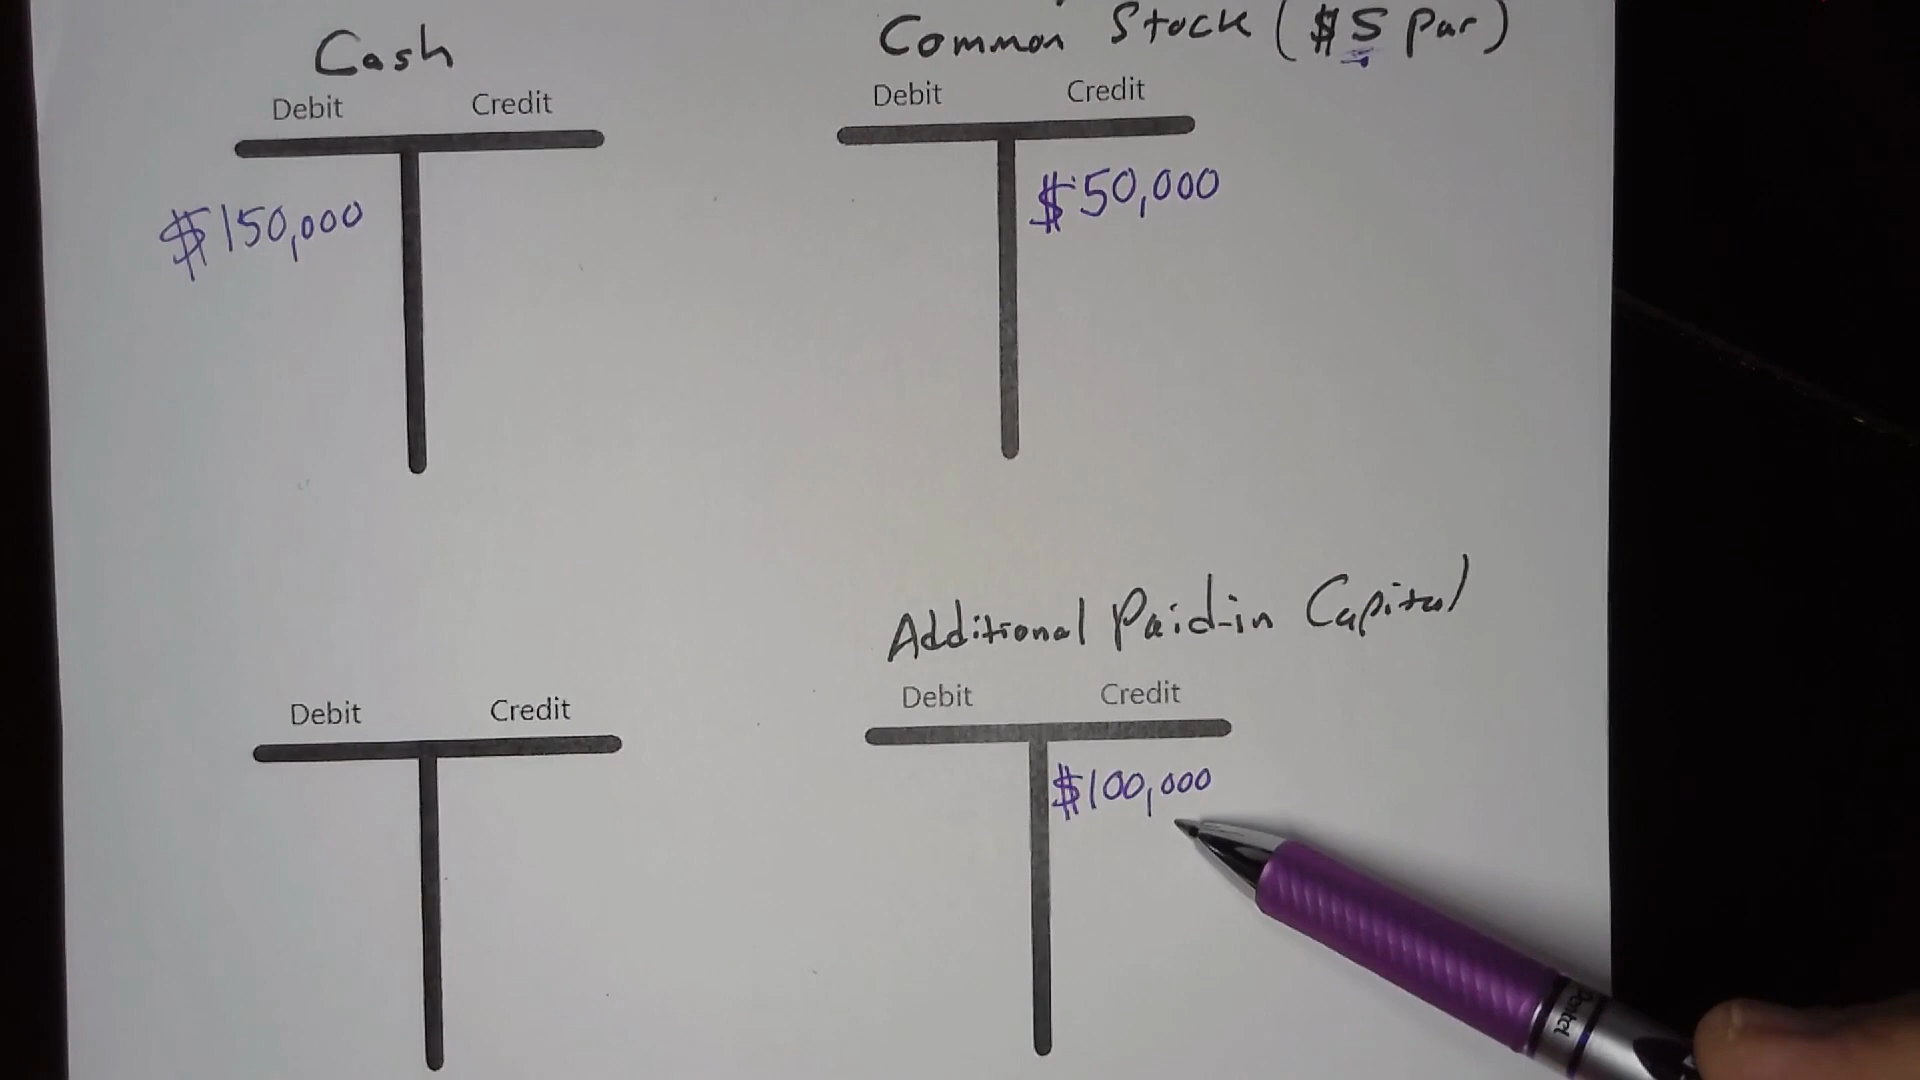 Cash
Debit Credit
$150,000
Common Stock ($5 par)
Debit Credit
$50,000
Debit Credit
Additional Paid-in Capital
Debit Credit
$100,000
Pentel